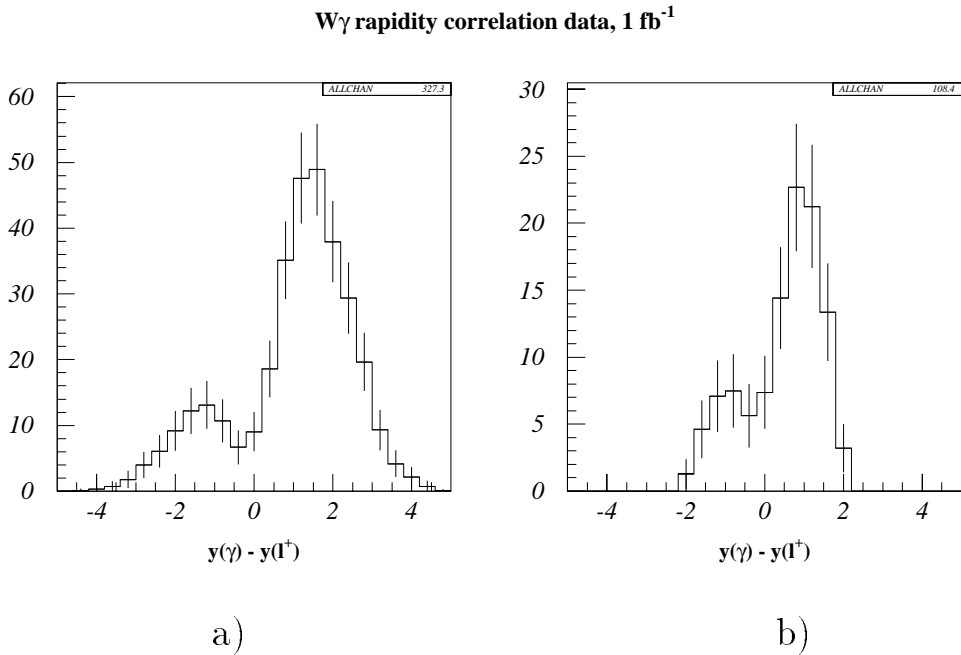 Wγ rapidity correlation data, 1 fb⁻¹
ALLCHAN 327.3
60
50
40
30
20
10
0
-4 -2 0 2 4
y(γ) - y(l⁺)
a)
ALLCHAN 108.4
30
25
20
15
10
5
0
-4 -2 0 2 4
y(γ) - y(l⁺)
b)